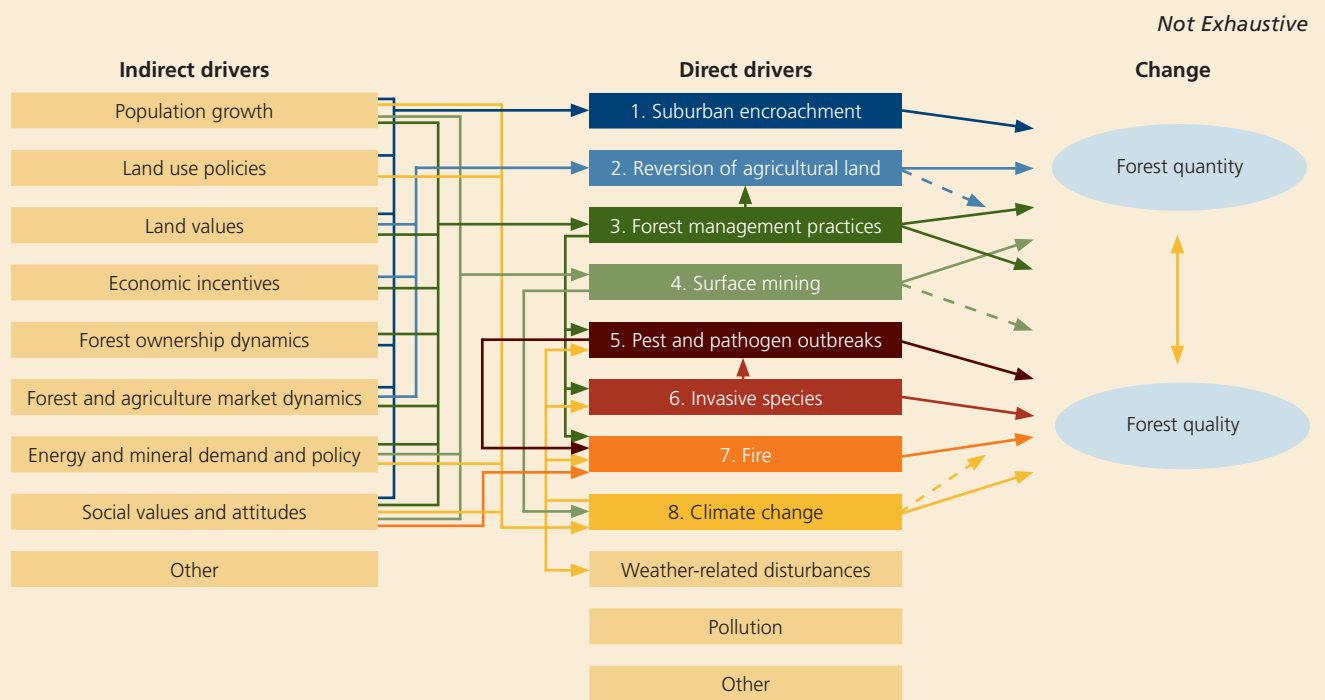 Not Exhaustive
Indirect drivers
Population growth
Land use policies
Land values
Economic incentives
Forest ownership dynamics
Forest and agriculture market dynamics
Energy and mineral demand and policy
Social values and attitudes
Other
Direct drivers
1. Suburban encroachment
2. Reversion of agricultural land
3. Forest management practices
4. Surface mining
5. Pest and pathogen outbreaks
6. Invasive species
7. Fire
8. Climate change
Weather-related disturbances
Pollution
Other
Change
Forest quantity
Forest quality